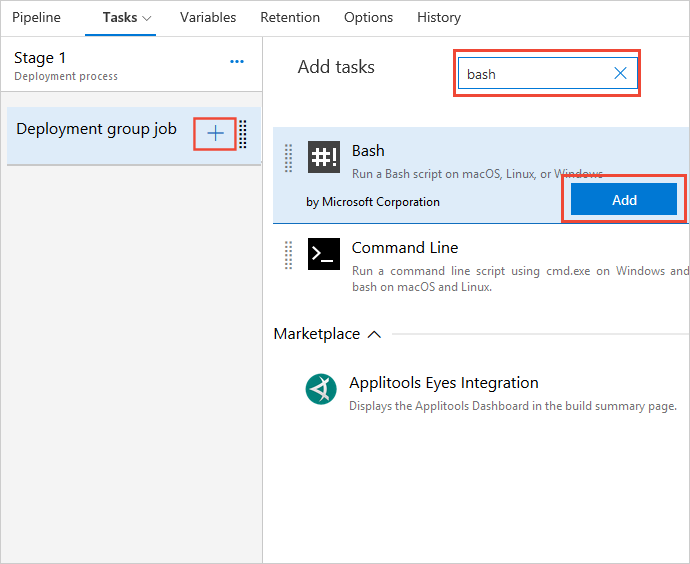 Pipeline Tasks Variables Retention Options History
Stage 1
Deployment process
...
Deployment group job
Add tasks
bash
#!
Bash
Run a Bash script on macOS, Linux, or Windows
by Microsoft Corporation
Add
>_
Command Line
Run a command line script using cmd.exe on Windows and
bash on macOS and Linux.
Marketplace
Applitools Eyes Integration
Displays the Applitools Dashboard in the build summary page.